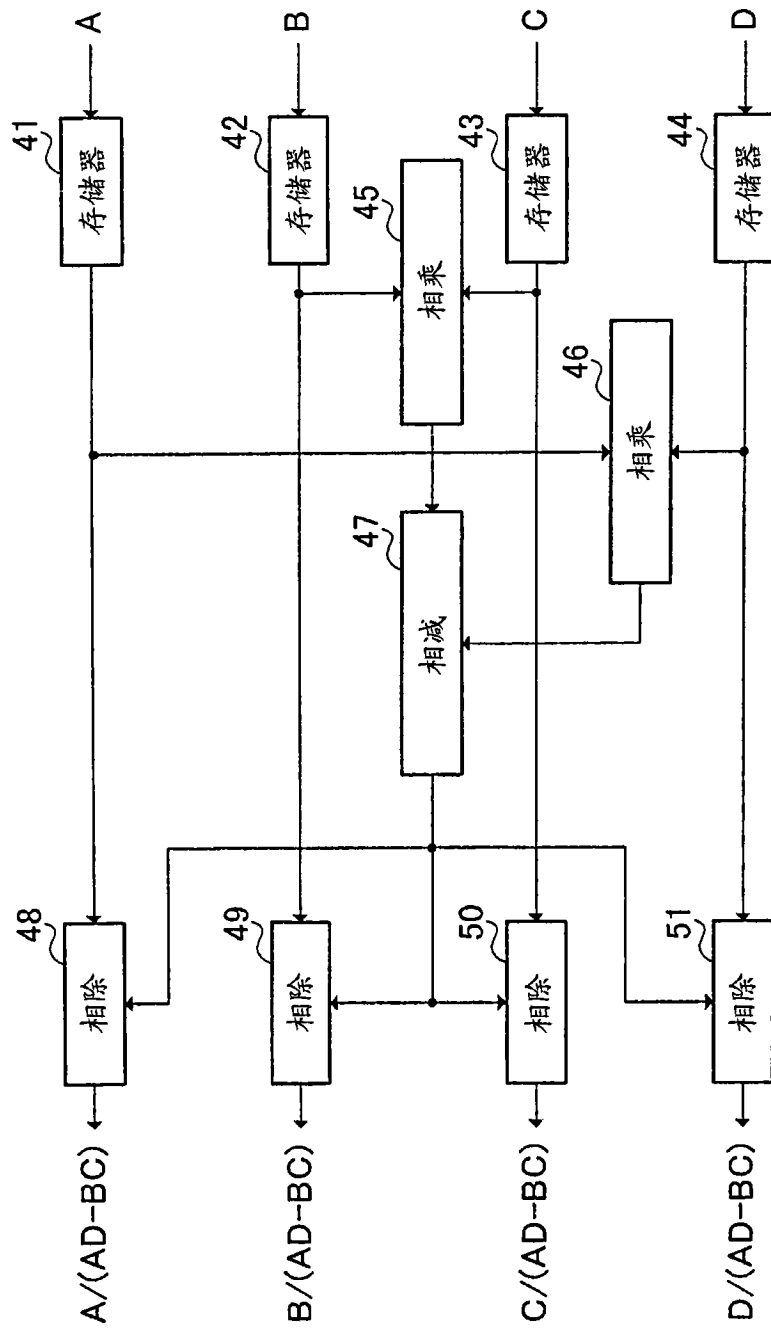 A
B
C
D
41
存储器
42
存储器
43
存储器
44
存储器
45
相乘
46
相乘
47
相减
48
相除
49
相除
50
相除
51
相除
A/(AD-BC)
B/(AD-BC)
C/(AD-BC)
D/(AD-BC)